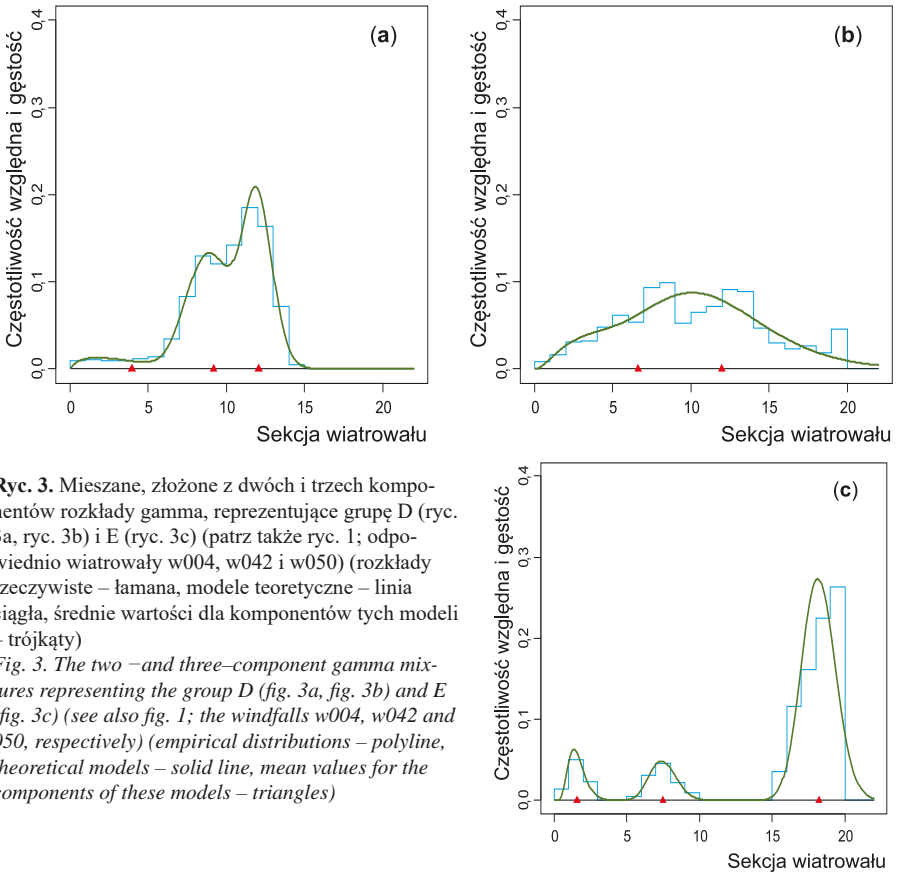 (a)
Częstotliwość względna i gęstość
0,4
0,3
0,2
0,1
0,0
0 5 10 15 20
Sekcja wiatrowału
(b)
Częstotliwość względna i gęstość
0,4
0,3
0,2
0,1
0,0
0 5 10 15 20
Sekcja wiatrowału
Ryc. 3. Mieszane, złożone z dwóch i trzech kompo-
nentów rozkłady gamma, reprezentujące grupę D (ryc.
3a, ryc. 3b) i E (ryc. 3c) (patrz także ryc. 1; odpo-
wiednio wiatrowały w004, w042 i w050) (rozkłady
rzeczywiste – łamana, modele teoretyczne – linia
ciągła, średnie wartości dla komponentów tych modeli
– trójkąty)
Fig. 3. The two −and three–component gamma mix-
tures representing the group D (fig. 3a, fig. 3b) and E
(fig. 3c) (see also fig. 1; the windfalls w004, w042 and
050, respectively) (empirical distributions – polyline,
theoretical models – solid line, mean values for the
components of these models – triangles)
(c)
Częstotliwość względna i gęstość
0,4
0,3
0,2
0,1
0,0
0 5 10 15 20
Sekcja wiatrowału